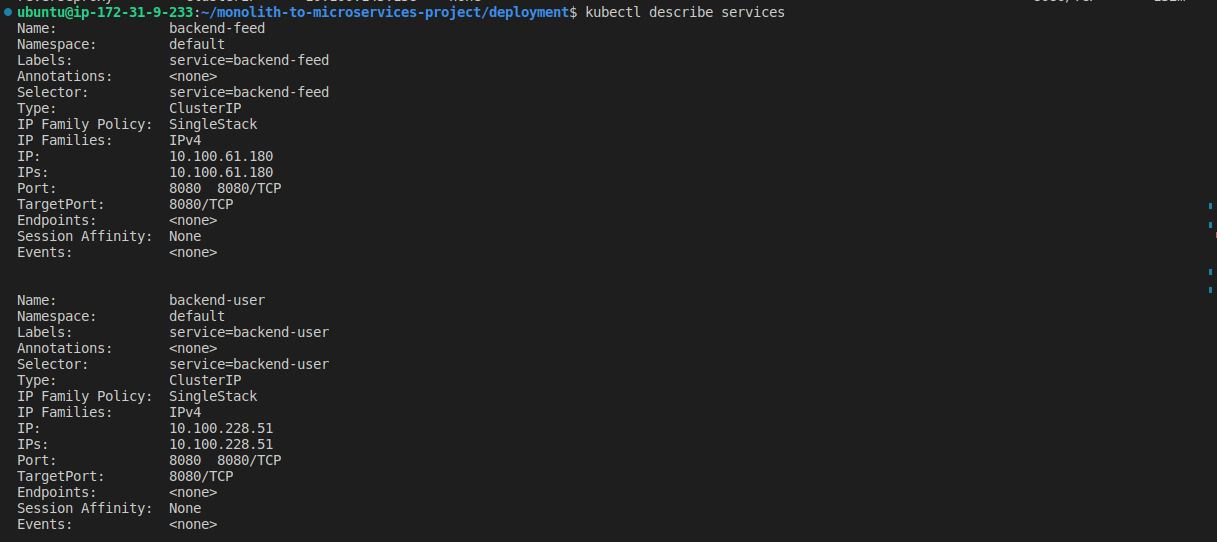 ubuntu@ip-172-31-9-233:~/monolith-to-microservices-project/deployment$ kubectl describe services
Name:              backend-feed
Namespace:         default
Labels:            service=backend-feed
Annotations:       <none>
Selector:          service=backend-feed
Type:              ClusterIP
IP Family Policy:  SingleStack
IP Families:       IPv4
IP:                10.100.61.180
IPs:               10.100.61.180
Port:              8080  8080/TCP
TargetPort:        8080/TCP
Endpoints:         <none>
Session Affinity:  None
Events:            <none>
Name:              backend-user
Namespace:         default
Labels:            service=backend-user
Annotations:       <none>
Selector:          service=backend-user
Type:              ClusterIP
IP Family Policy:  SingleStack
IP Families:       IPv4
IP:                10.100.228.51
IPs:               10.100.228.51
Port:              8080  8080/TCP
TargetPort:        8080/TCP
Endpoints:         <none>
Session Affinity:  None
Events:            <none>